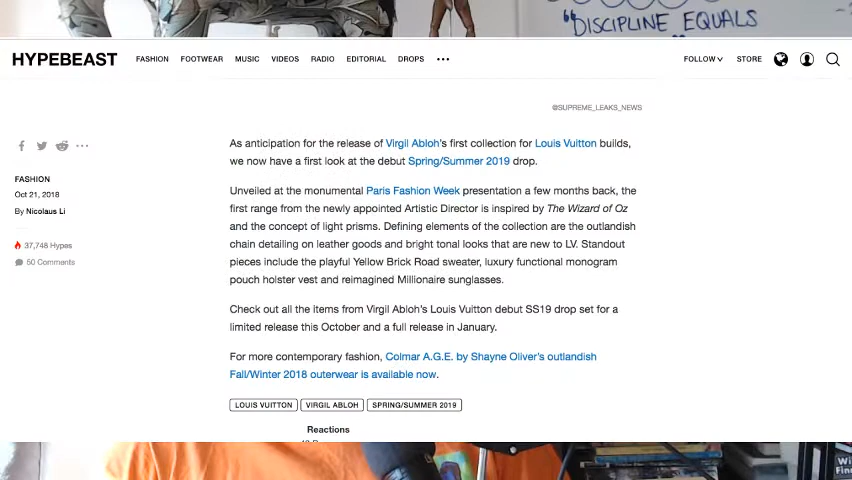 "DISCIPLINE EQUALS
HYPEBEAST FASHION FOOTWEAR MUSIC VIDEOS RADIO EDITORIAL DROPS ••• FOLLOW STORE
@SUPREME_LEAKS_NEWS
FASHION
Oct 21, 2018
By Nicolaus Li
37,748 Hypes
50 Comments
As anticipation for the release of Virgil Abloh's first collection for Louis Vuitton builds,
we now have a first look at the debut Spring/Summer 2019 drop.
Unveiled at the monumental Paris Fashion Week presentation a few months back, the
first range from the newly appointed Artistic Director is inspired by The Wizard of Oz
and the concept of light prisms. Defining elements of the collection are the outlandish
chain detailing on leather goods and bright tonal looks that are new to LV. Standout
pieces include the playful Yellow Brick Road sweater, luxury functional monogram
pouch holster vest and reimagined Millionaire sunglasses.
Check out all the items from Virgil Abloh's Louis Vuitton debut SS19 drop set for a
limited release this October and a full release in January.
For more contemporary fashion, Colmar A.G.E. by Shayne Oliver's outlandish
Fall/Winter 2018 outerwear is available now.
LOUIS VUITTON VIRGIL ABLOH SPRING/SUMMER 2019
Reactions